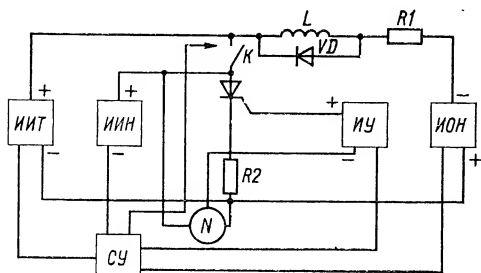 L
R1
VD
K
+
+
+
-
ИИТ
ИИН
ИУ
ИОН
-
-
-
+
R2
N
СУ